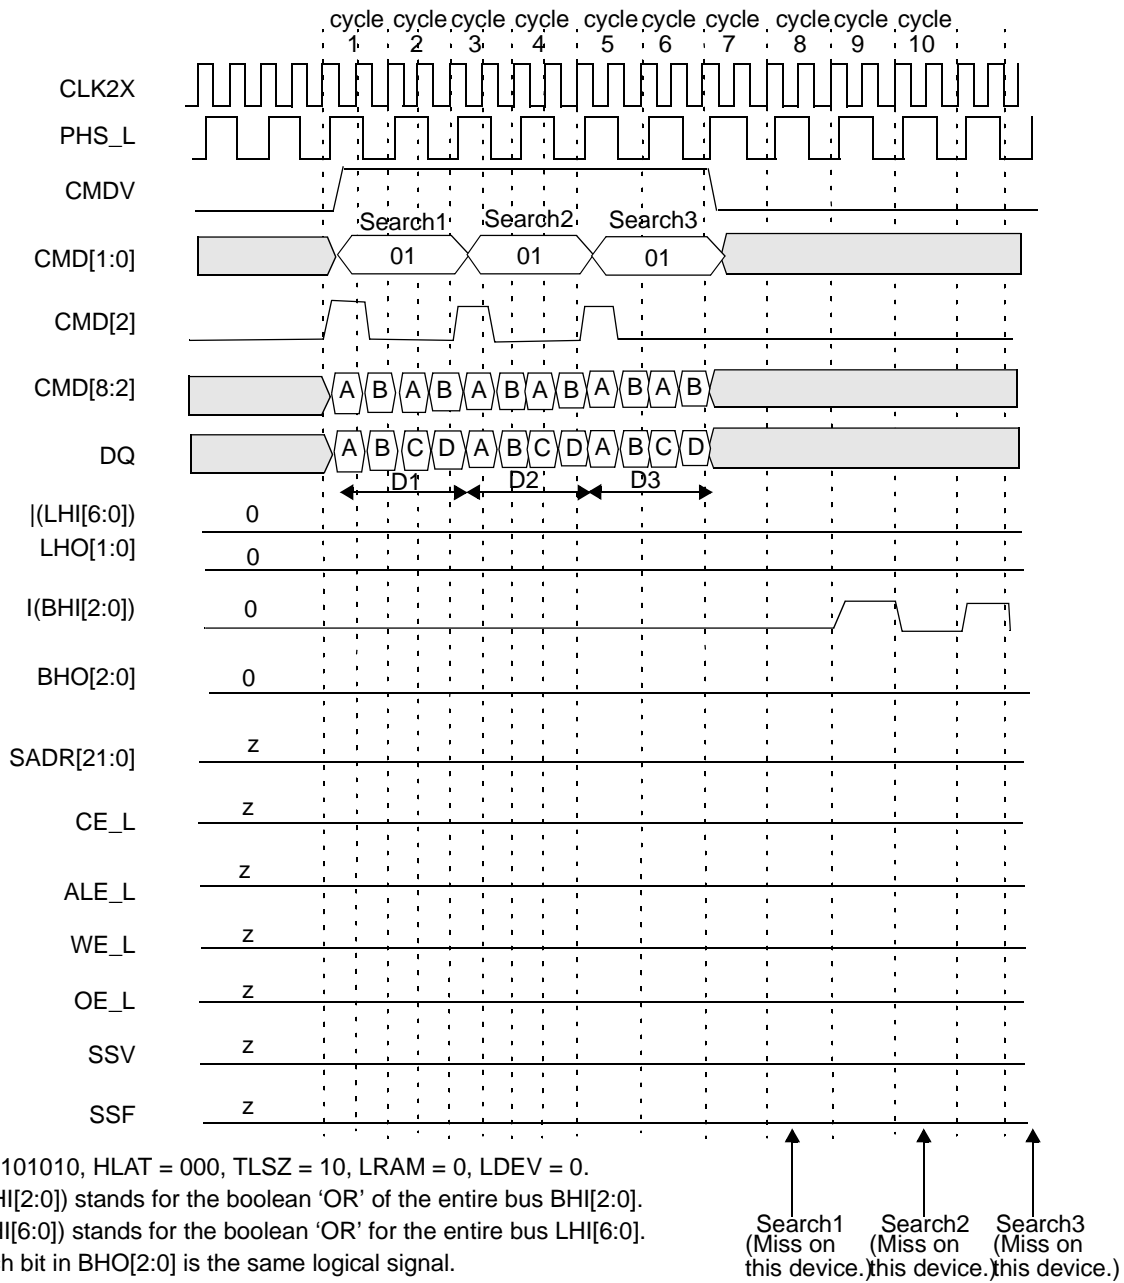 cycle cycle cycle cycle cycle cycle cycle cycle cycle cycle
1 2 3 4 5 6 7 8 9 10
CLK2X
PHS_L
CMDV
Search1 Search2 Search3
CMD[1:0] 01 01 01
CMD[2]
CMD[8:2] A B A B A B A B A B A B
DQ A B C D A B C D A B C D
D1 D2 D3
|(LHI[6:0]) 0
LHO[1:0] 0
I(BHI[2:0]) 0
BHO[2:0] 0
SADR[21:0] z
CE_L z
ALE_L z
WE_L z
OE_L z
SSV z
SSF z
101010, HLAT = 000, TLSZ = 10, LRAM = 0, LDEV = 0.
HI[2:0]) stands for the boolean ‘OR’ of the entire bus BHI[2:0].
HI[6:0]) stands for the boolean ‘OR’ for the entire bus LHI[6:0].
ch bit in BHO[2:0] is the same logical signal.
Search1 Search2 Search3
(Miss on (Miss on (Miss on
this device.) this device.) this device.)